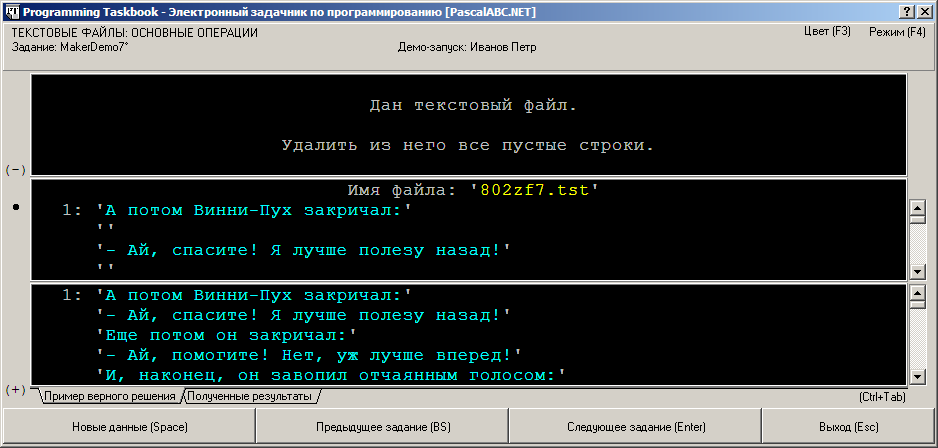 Programming Taskbook - Электронный задачник по программированию [PascalABC.NET]
ТЕКСТОВЫЕ ФАЙЛЫ: ОСНОВНЫЕ ОПЕРАЦИИ
Цвет (F3) Режим (F4)
Задание: MakerDemo7° Демо-запуск: Иванов Петр
Дан текстовый файл.
Удалить из него все пустые строки.
(-)
Имя файла: '802zf7.tst'
1: 'А потом Винни-Пух закричал:'
''
'- Ай, спасите! Я лучше полезу назад!'
''
1: 'А потом Винни-Пух закричал:'
'- Ай, спасите! Я лучше полезу назад!'
'Еще потом он закричал:'
'- Ай, помогите! Нет, уж лучше вперед!'
'И, наконец, он завопил отчаянным голосом:'
(+)
Пример верного решения Полученные результаты (Ctrl+Tab)
Новые данные (Space) Предыдущее задание (BS) Следующее задание (Enter) Выход (Esc)